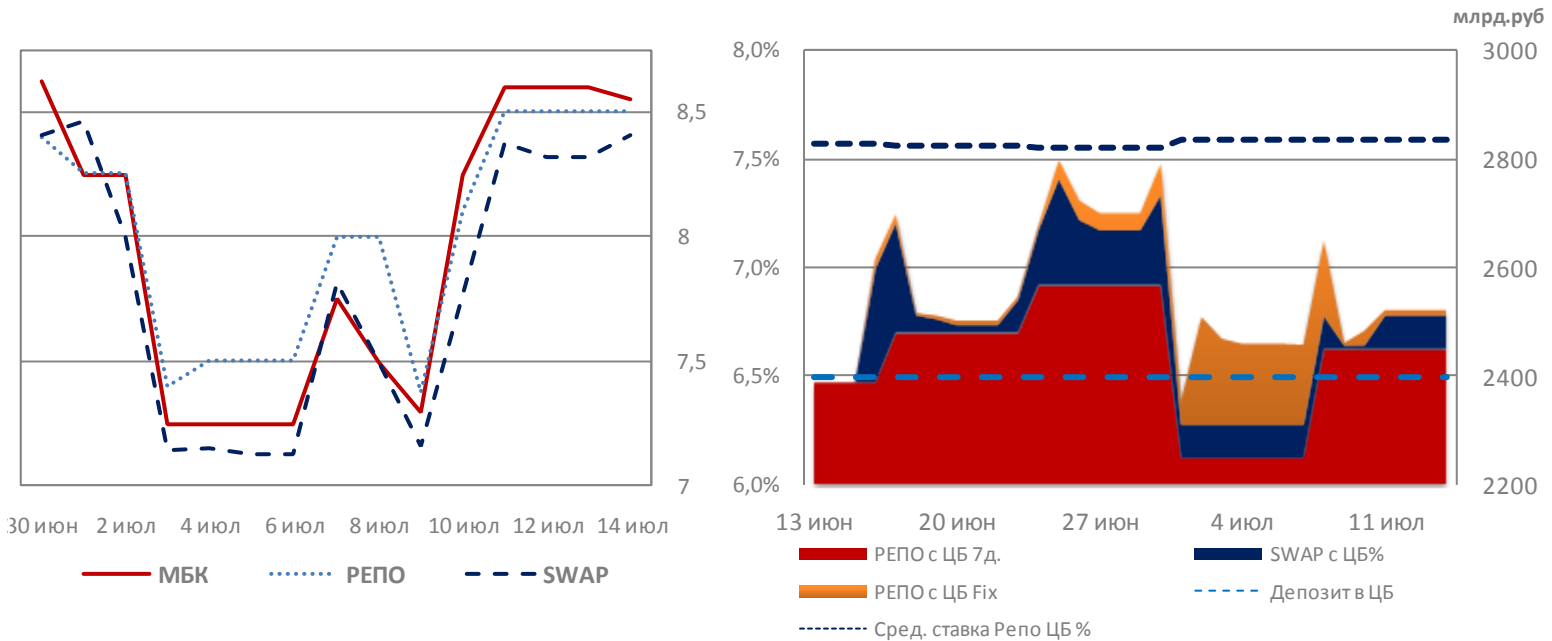 млрд.руб
8,5
8
7,5
7
30 июн 2 июл 4 июл 6 июл 8 июл 10 июл 12 июл 14 июл
МБК РЕПО SWAP
8,0% 3000
7,5% 2800
7,0% 2600
6,5% 2400
6,0% 2200
13 июн 20 июн 27 июн 4 июл 11 июл
РЕПО с ЦБ 7д. SWAP с ЦБ%
РЕПО с ЦБ Fix Депозит в ЦБ
Сред. ставка Репо ЦБ %